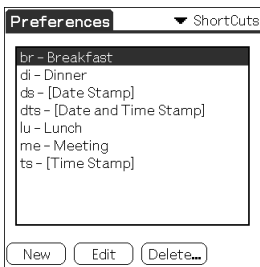 Preferences ShortCuts
br - Breakfast
di - Dinner
ds - [Date Stamp]
dts - [Date and Time Stamp]
lu - Lunch
me - Meeting
ts - [Time Stamp]
New Edit Delete...